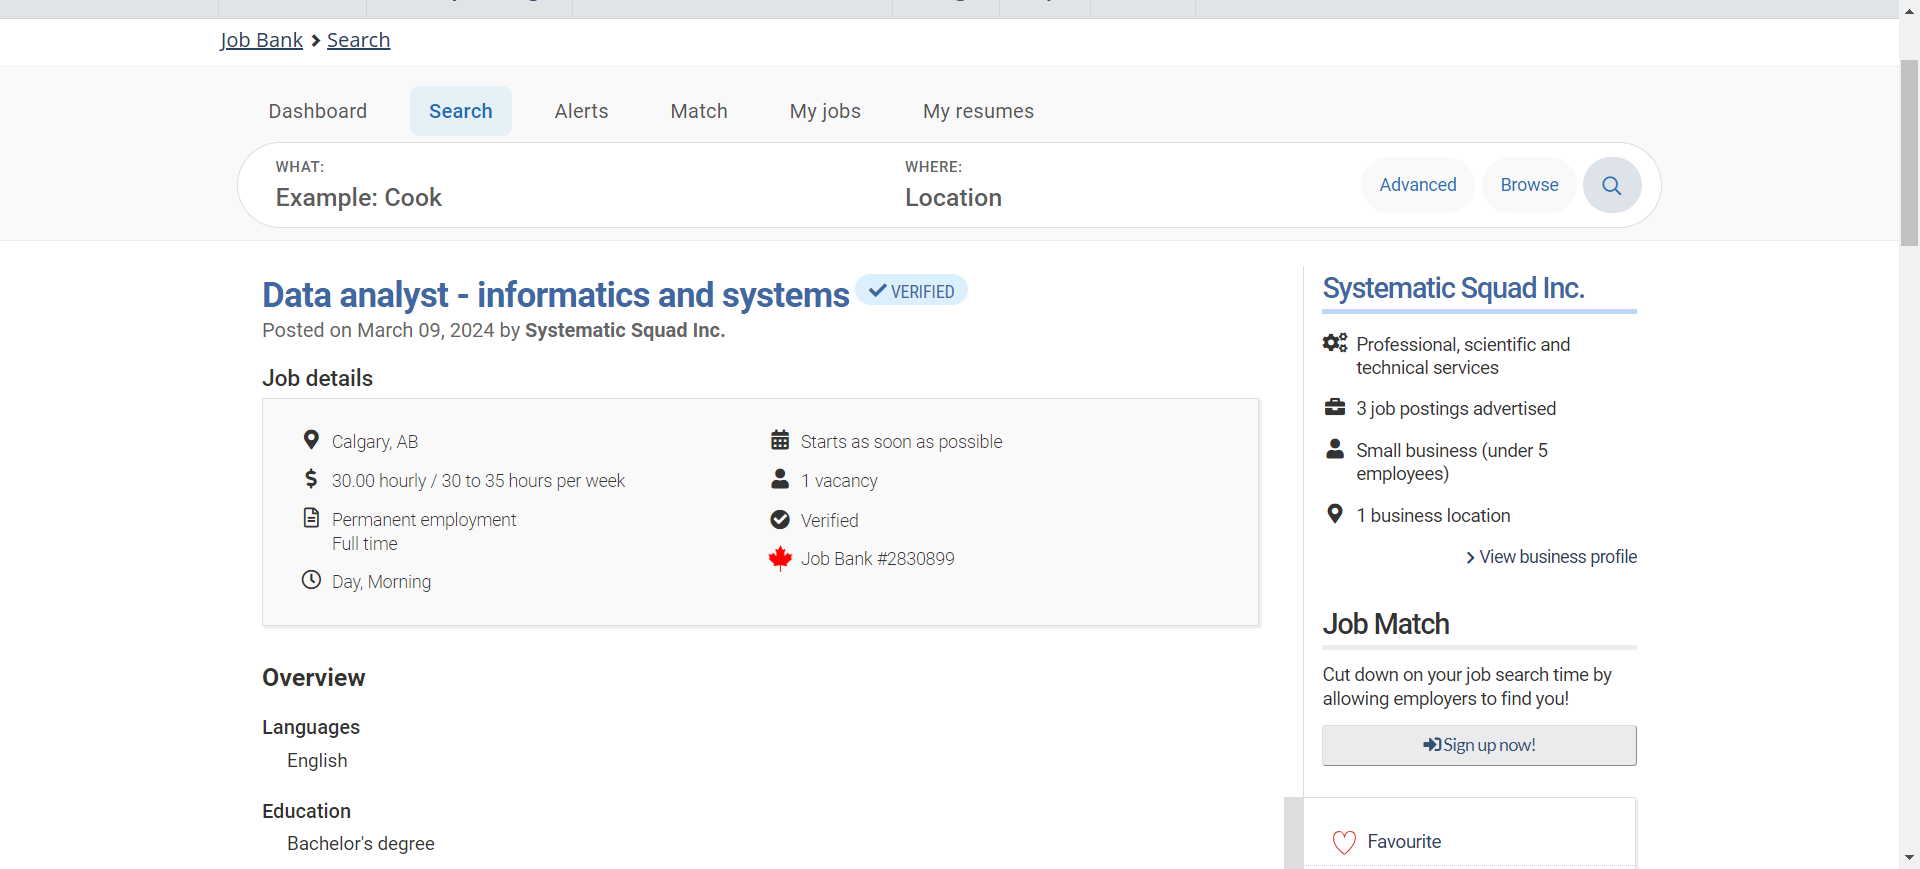 Job Bank > Search
Dashboard Search Alerts Match My jobs My resumes
WHAT:
Example: Cook
WHERE:
Location
Advanced Browse
Data analyst - informatics and systems VERIFIED
Posted on March 09, 2024 by Systematic Squad Inc.
Job details
Calgary, AB
30.00 hourly / 30 to 35 hours per week
Permanent employment
Full time
Day, Morning
Starts as soon as possible
1 vacancy
Verified
Job Bank #2830899
Overview
Languages
English
Education
Bachelor's degree
Systematic Squad Inc.
Professional, scientific and
technical services
3 job postings advertised
Small business (under 5
employees)
1 business location
> View business profile
Job Match
Cut down on your job search time by
allowing employers to find you!
Sign up now!
Favourite